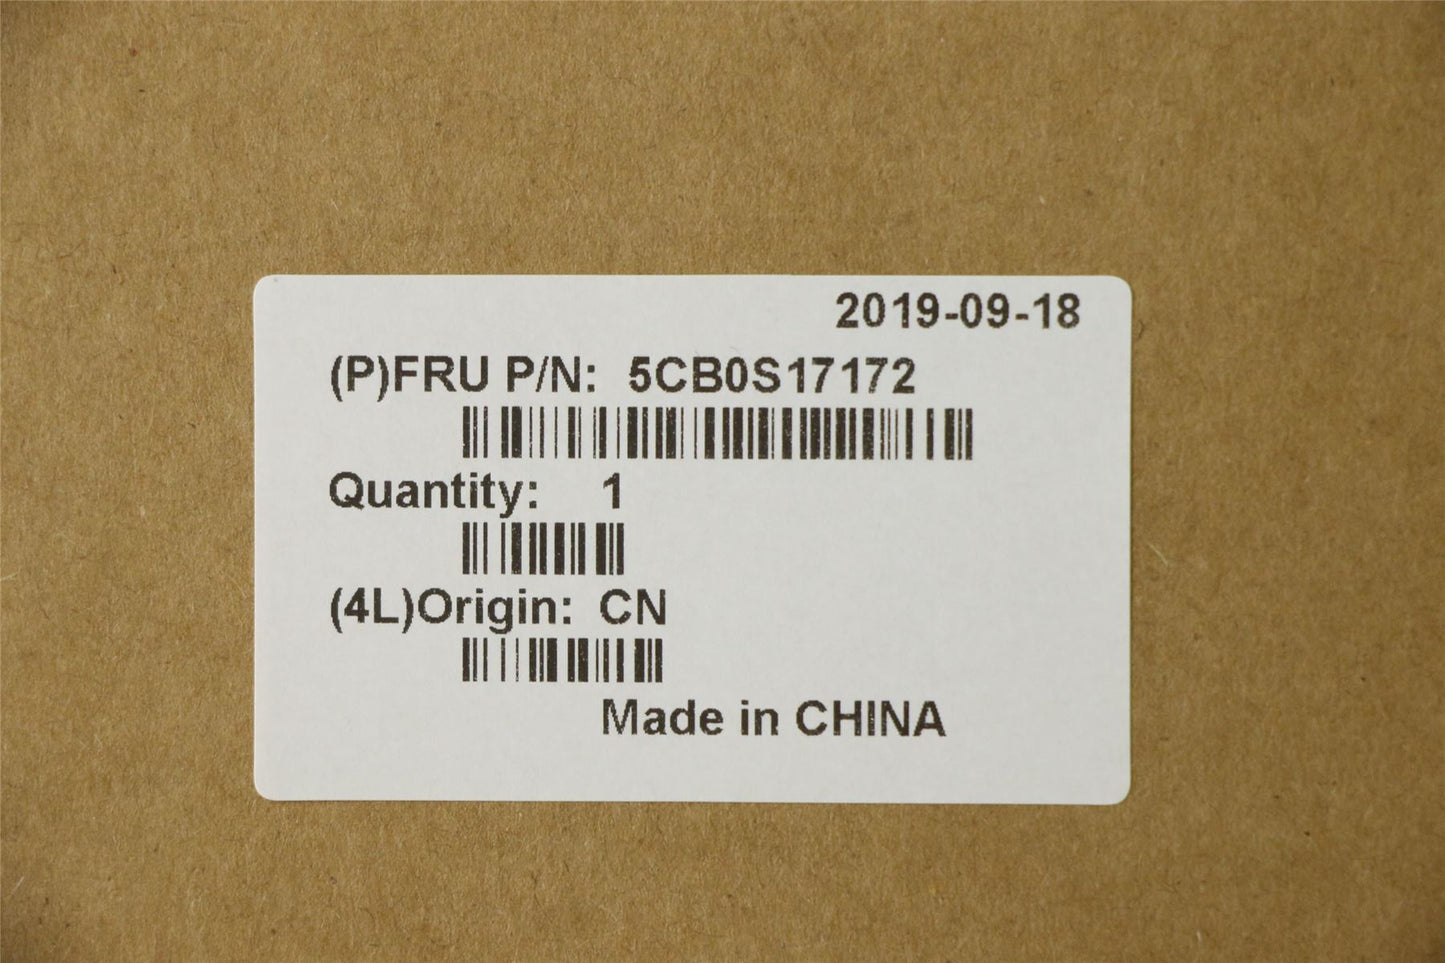 2019-09-18
(P)FRU P/N: 5CB0S17172
Quantity: 1
(4L)Origin: CN
Made in CHINA